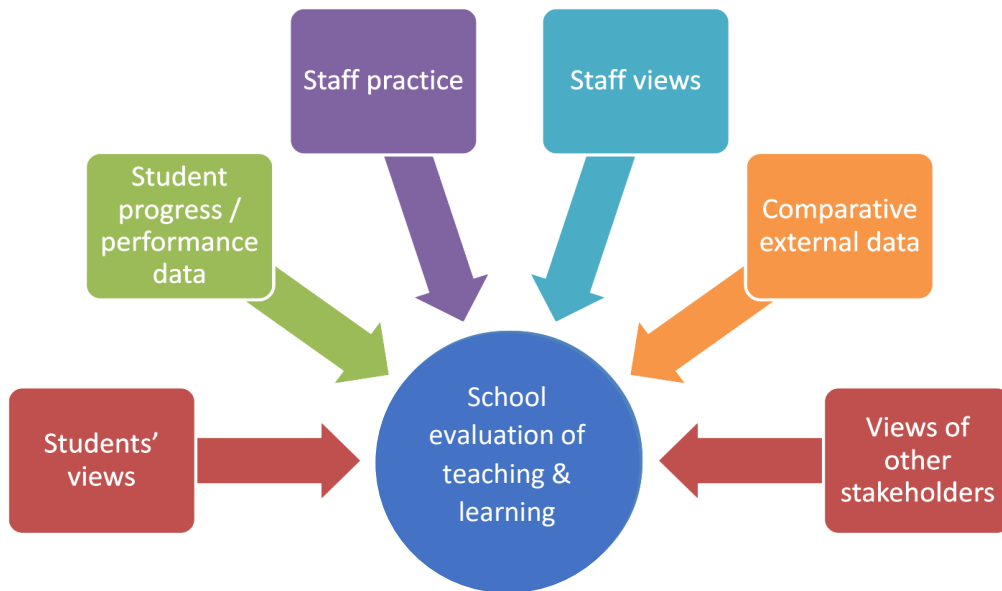 Staff practice
Staff views
Student
progress /
performance
data
Comparative
external data
Students’
views
School
evaluation of
teaching &
learning
Views of
other
stakeholders